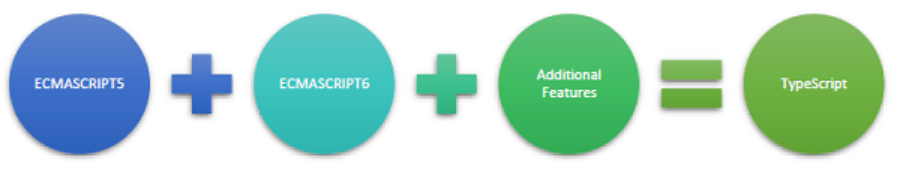 ECMASCRIPT5
ECMASCRIPT6
Additional
Features
TypeScript